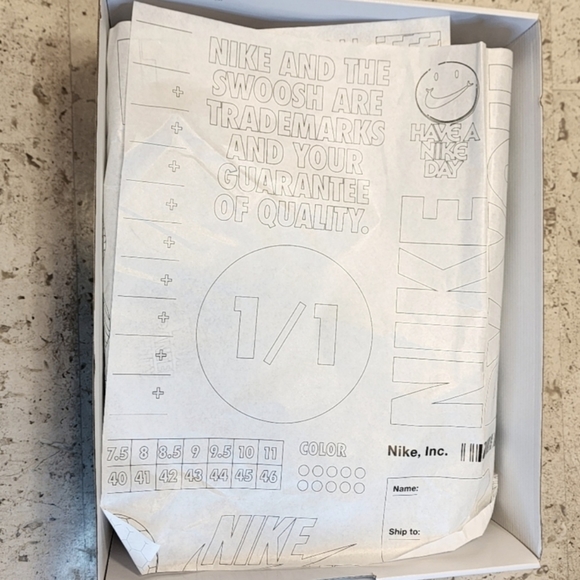 NIKE AND THE
SWOOSH ARE
TRADEMARKS
AND YOUR
GUARANTEE
OF QUALITY.
HAVE A
NIKE
DAY
NIKE
1/1
7.5 8 8.5 9 9.5 10 11
40 41 42 43 44 45 46
COLOR
Nike, Inc.
Name:
Ship to:
NIKE